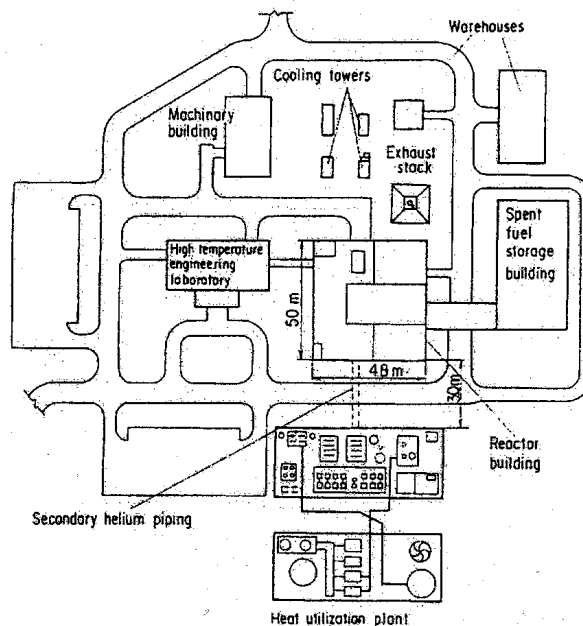 Warehouses
Cooling towers
Machinary
building
Exhaust
stack
Spent
fuel
storage
building
High temperature
engineering
laboratory
50 m
48 m
30m
Reactor
building
Secondary helium piping
Heat utilization plant